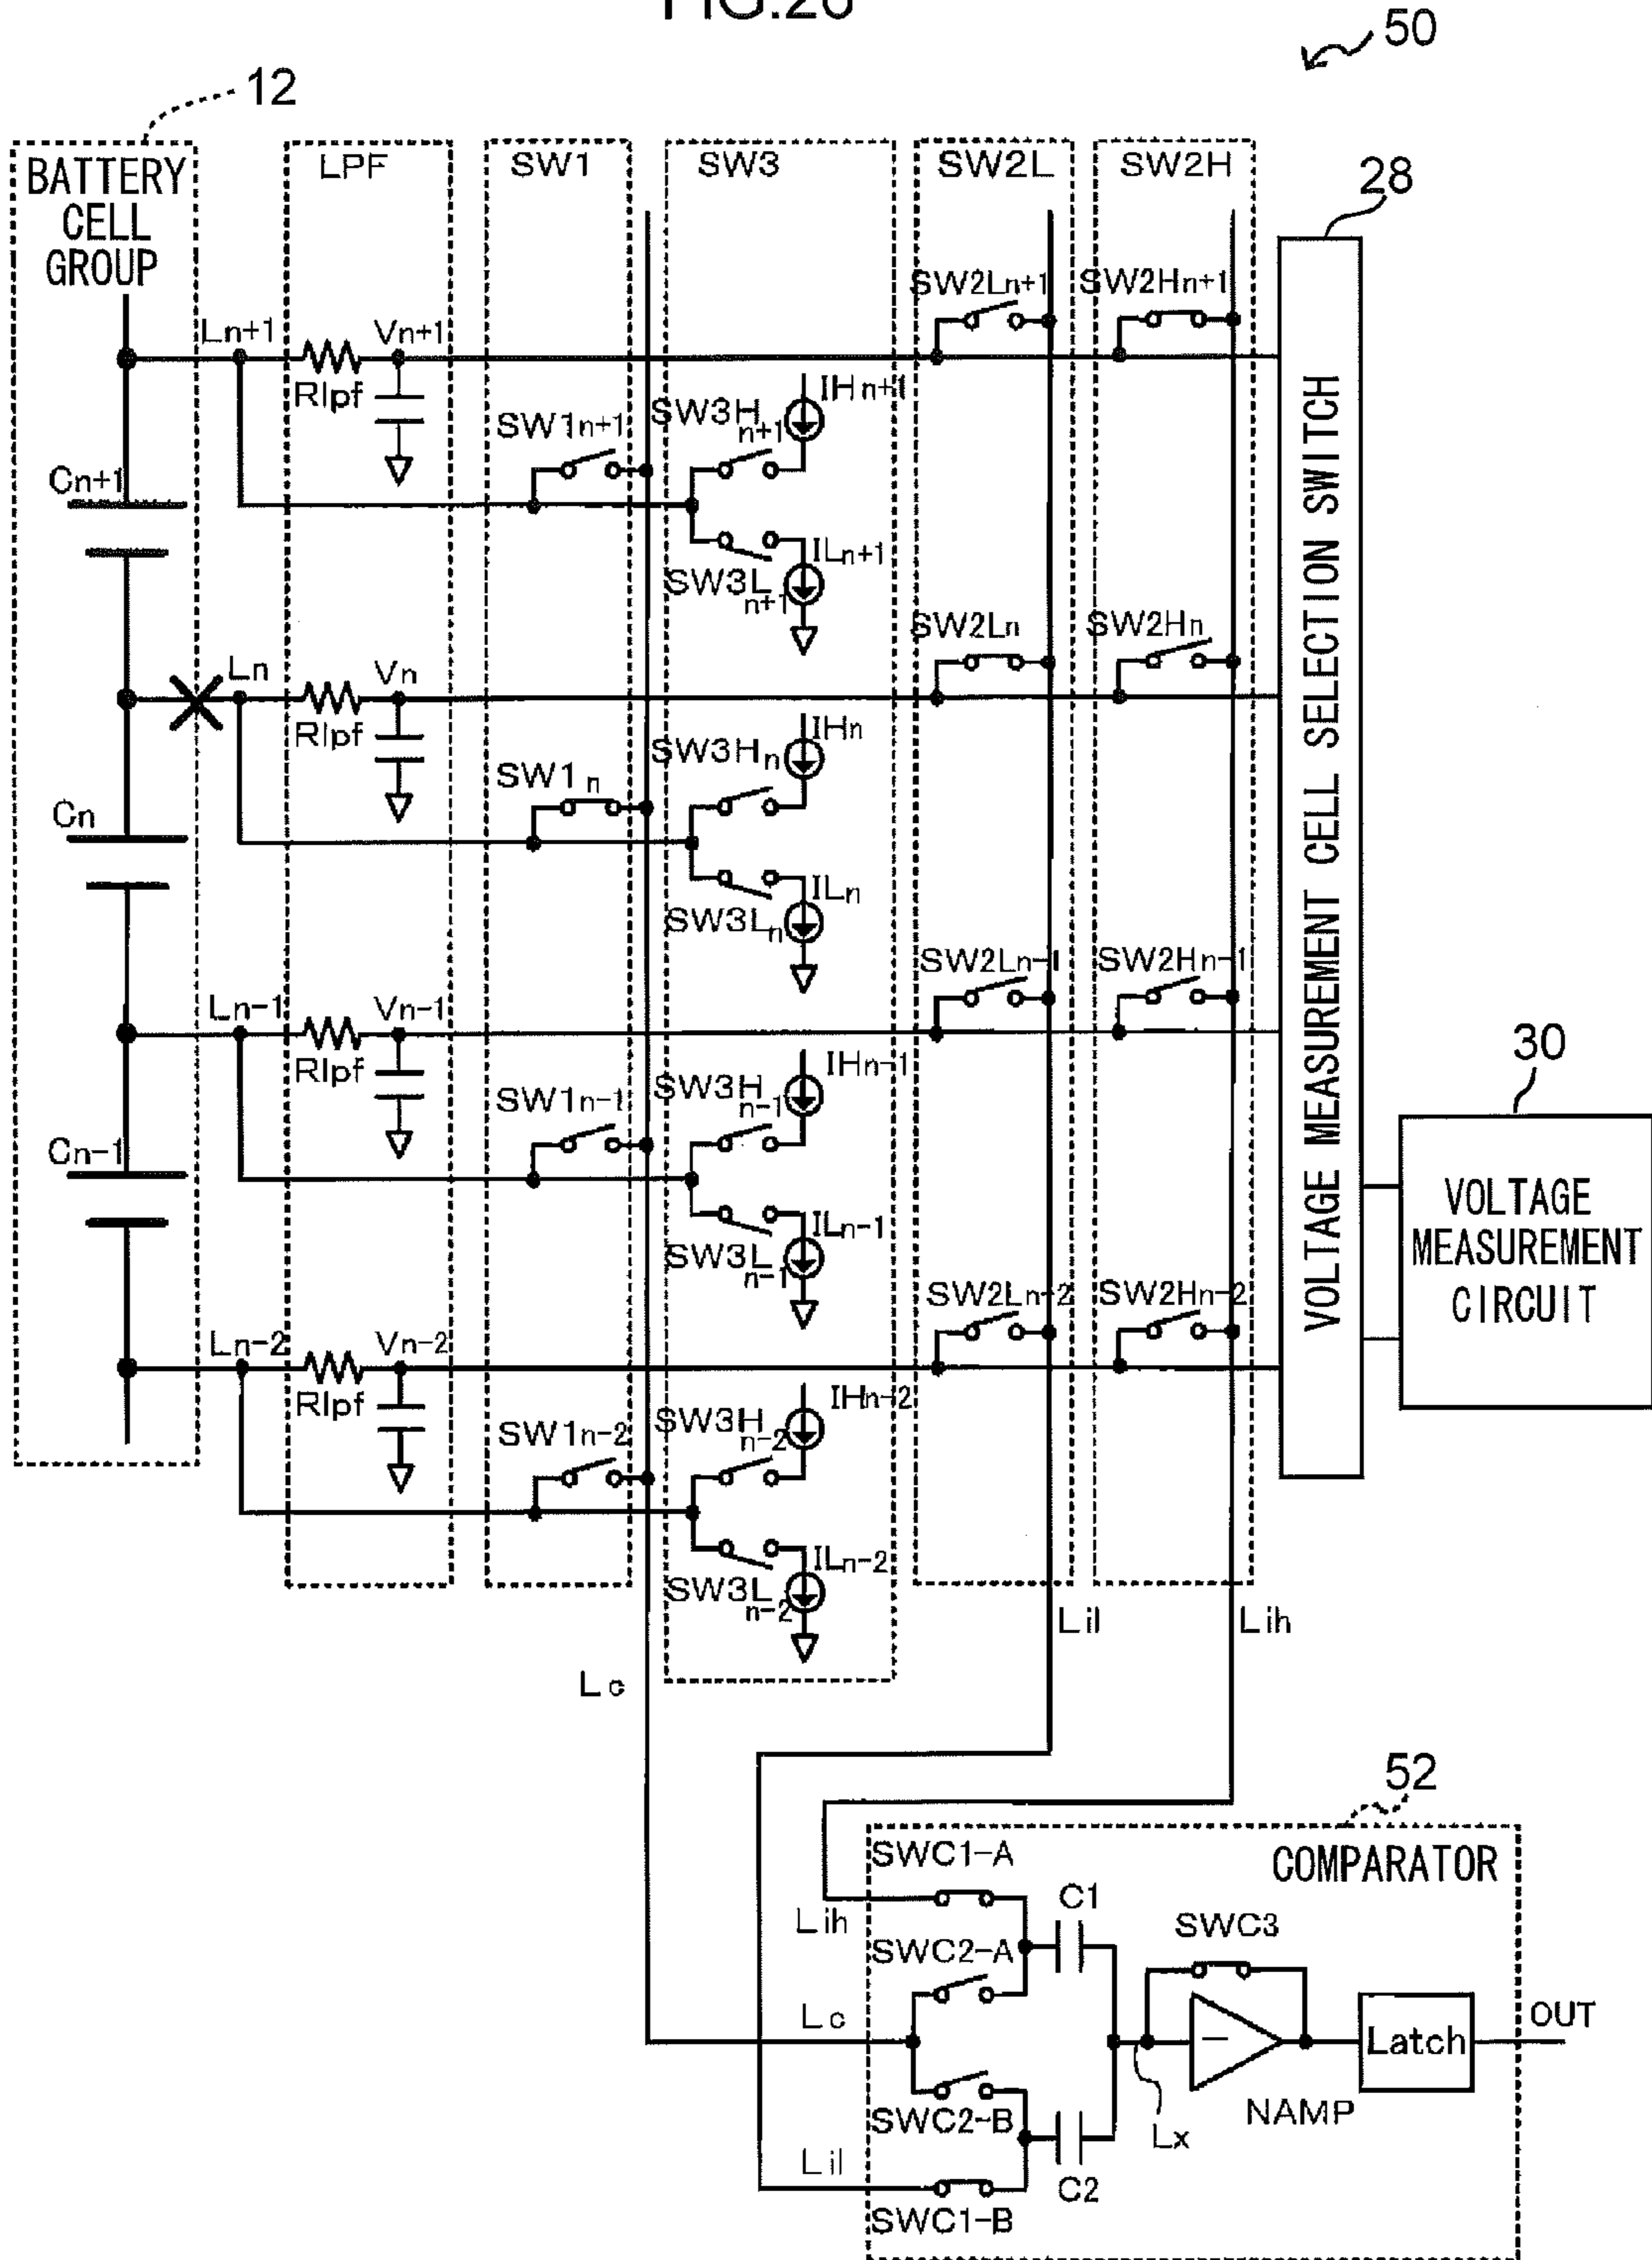 FIG.20
50
12
BATTERY
CELL
GROUP
LPF
SW1
SW3
SW2L
SW2H
28
SW2Ln+1
SW2Hn+1
Ln+1
Vn+1
Rlpf
SW1n+1
SW3H
n+1
IHn+1
Cn+1
SW3L
n+1
ILn+1
SW2Ln
SW2Hn
Ln
Vn
Rlpf
SW1n
SW3Hn
IHn
Cn
SW3Ln
ILn
SW2Ln-1
SW2Hn-1
Ln-1
Vn-1
Rlpf
SW1n-1
SW3H
n-1
IHn-1
Cn-1
SW3L
n-1
ILn-1
SW2Ln-2
SW2Hn-2
Ln-2
Vn-2
Rlpf
SW1n-2
SW3H
n-2
IHn-2
SW3L
n-2
ILn-2
VOLTAGE MEASUREMENT CELL SELECTION SWITCH
30
VOLTAGE
MEASUREMENT
CIRCUIT
Lil
Lih
Lc
52
COMPARATOR
SWC1-A
C1
Lih
SWC2-A
SWC3
Lc
Latch
OUT
SWC2-B
Lx
NAMP
Lil
C2
SWC1-B